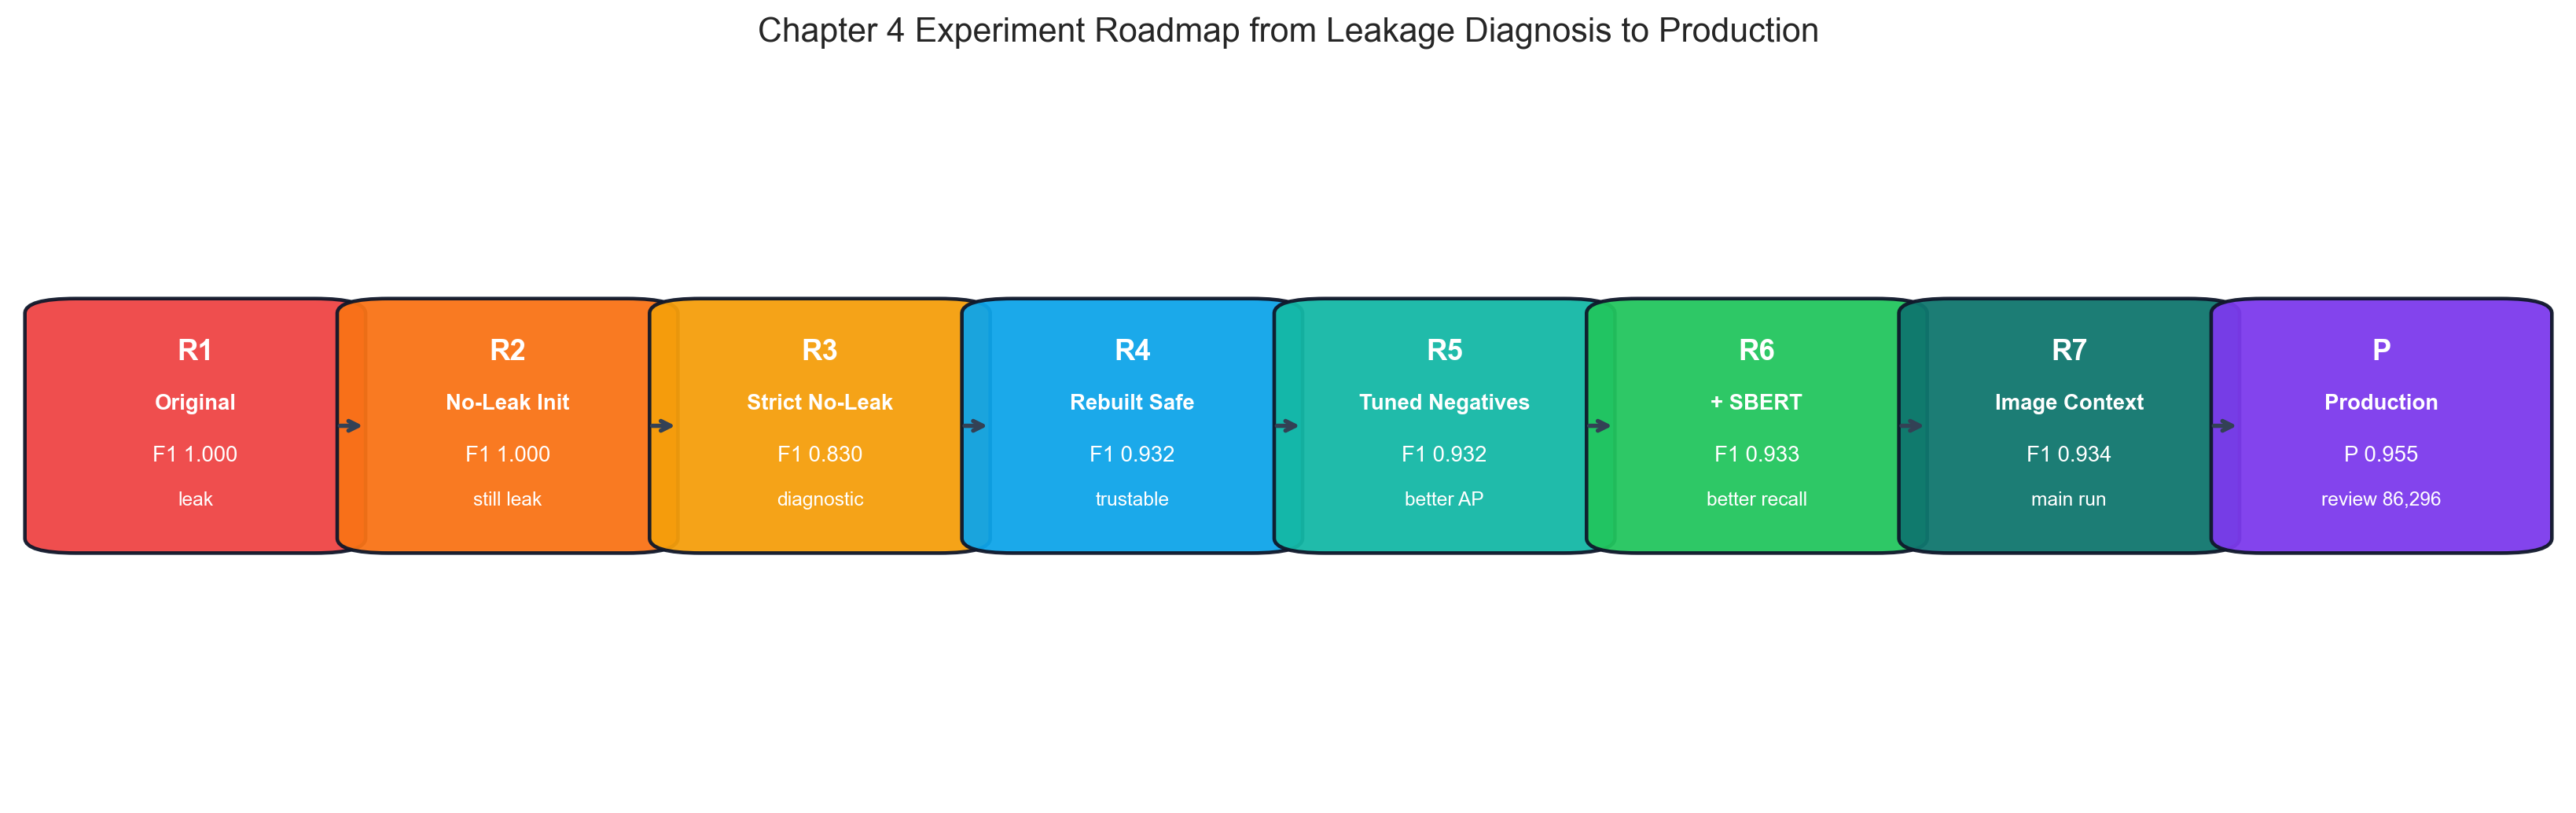 Chapter 4 Experiment Roadmap from Leakage Diagnosis to Production
R1
Original
F1 1.000
leak
R2
No-Leak Init
F1 1.000
still leak
R3
Strict No-Leak
F1 0.830
diagnostic
R4
Rebuilt Safe
F1 0.932
trustable
R5
Tuned Negatives
F1 0.932
better AP
R6
+ SBERT
F1 0.933
better recall
R7
Image Context
F1 0.934
main run
P
Production
P 0.955
review 86,296